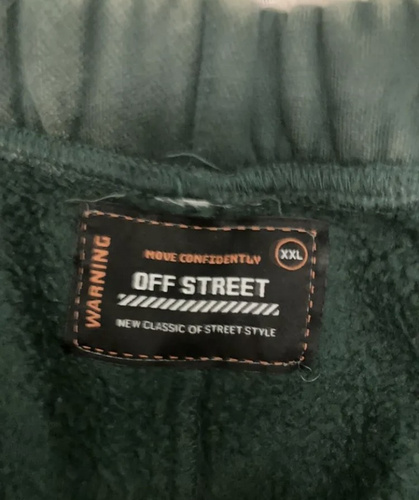 WARNING
MOVE CONFIDENTLY
XXL
OFF STREET
NEW CLASSIC OF STREET STYLE